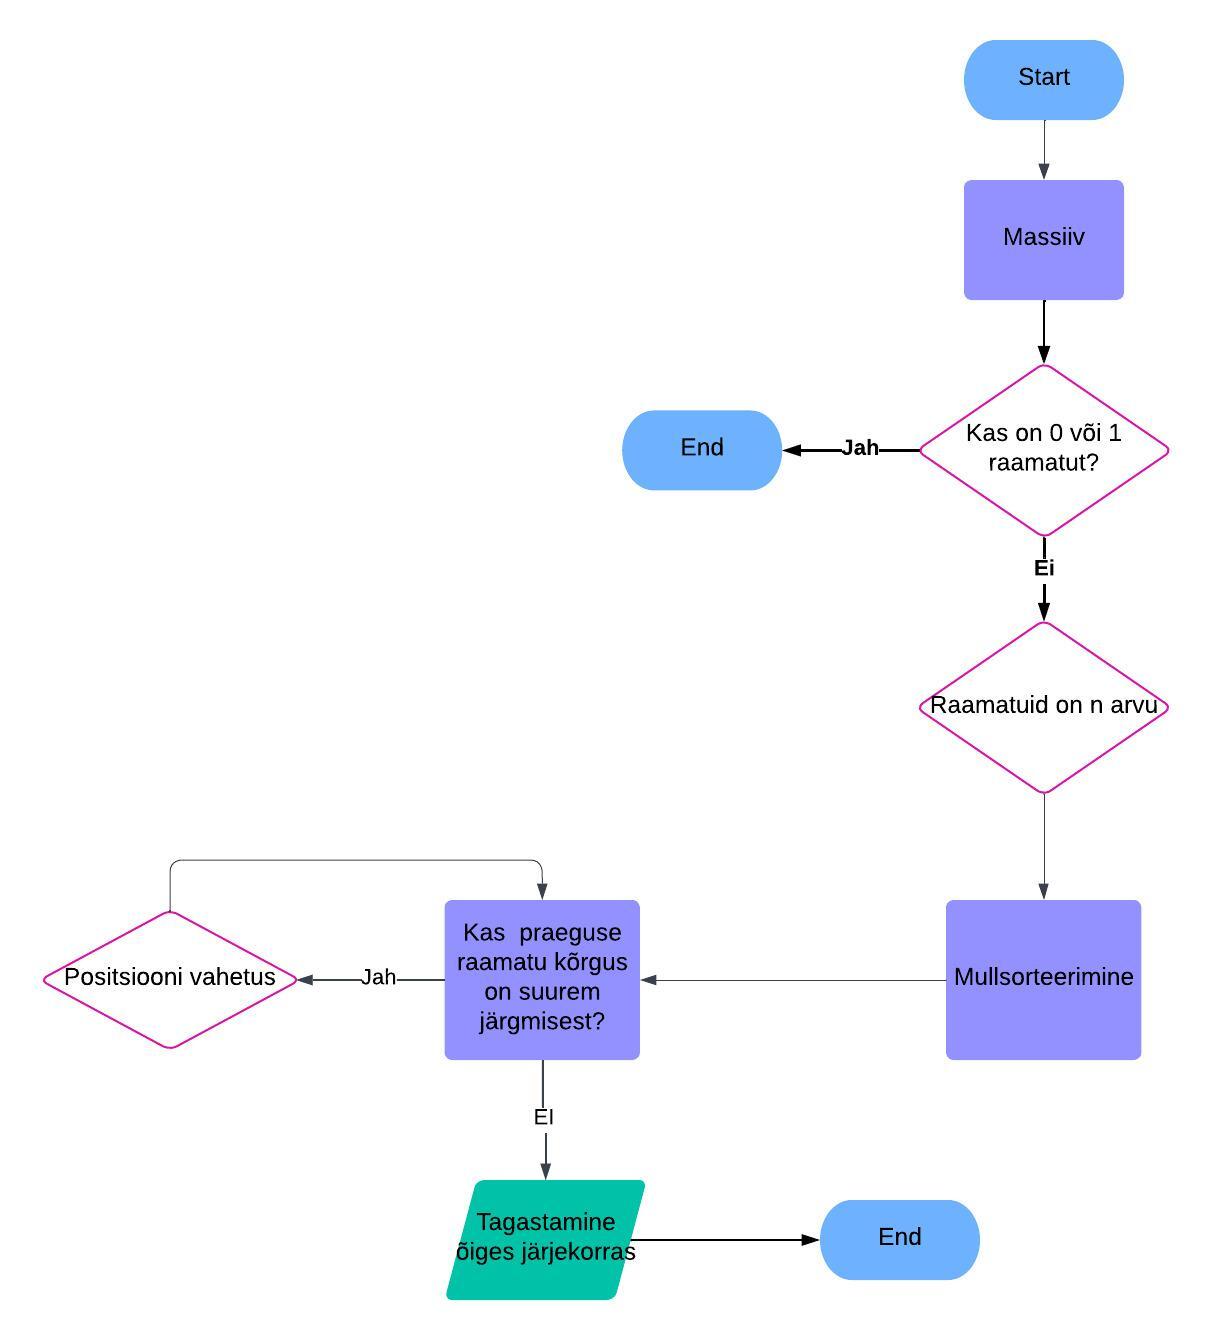 Start
Massiiv
Kas on 0 või 1
raamatut?
Jah
End
Ei
Raamatuid on n arvu
Mullsorteerimine
Kas  praeguse
raamatu kõrgus
on suurem
järgmisest?
Jah
Positsiooni vahetus
EI
Tagastamine
õiges järjekorras
End